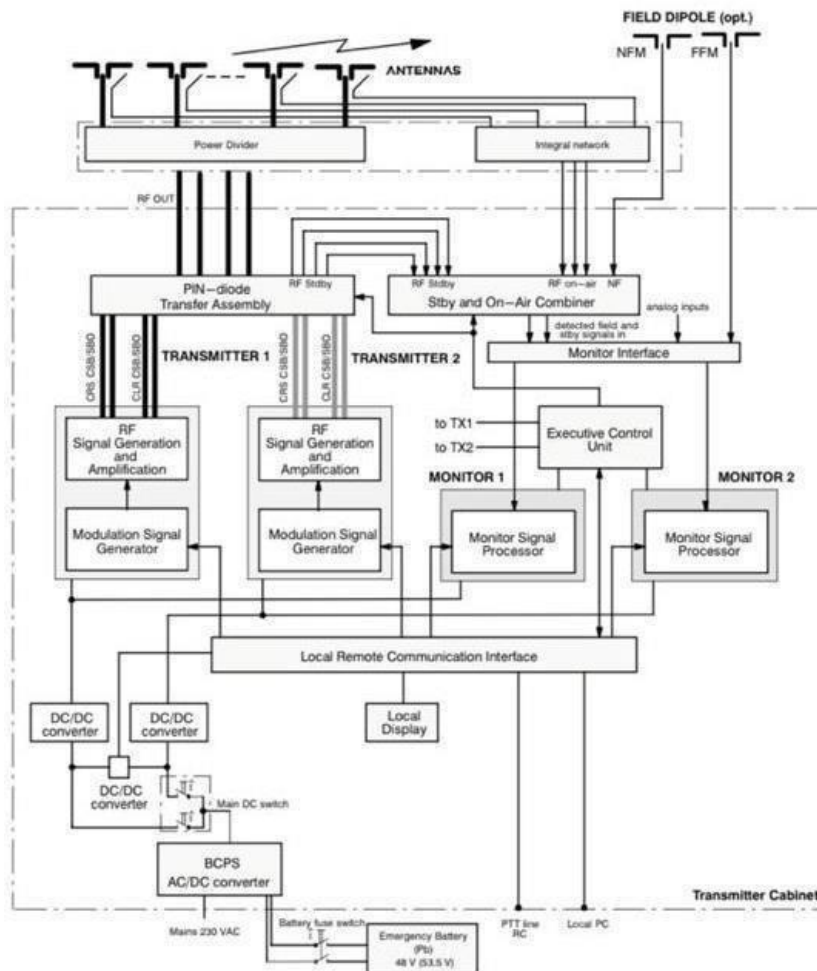 FIELD DIPOLE (opt.)
NFM
FFM
ANTENNAS
Power Divider
Integral network
RF OUT
PIN–diode
Transfer Assembly
RF Stdby
RF Stdby
RF on–air
NF
Stby and On–Air Combiner
analog inputs
detected field and
stby signals in
Monitor Interface
CRS CSB/SBO
CLR CSB/SBO
TRANSMITTER 1
TRANSMITTER 2
CRS CSB/SBO
CLR CSB/SBO
RF
Signal Generation
and
Amplification
RF
Signal Generation
and
Amplification
to TX1
to TX2
Executive Control
Unit
MONITOR 1
MONITOR 2
Modulation Signal
Generator
Modulation Signal
Generator
Monitor Signal
Processor
Monitor Signal
Processor
Local Remote Communication Interface
DC/DC
converter
DC/DC
converter
Local
Display
DC/DC
converter
Main DC switch
BCPS
AC/DC converter
Transmitter Cabinet
Mains 230 VAC
Battery fuse switch
Emergency Battery
(Pb)
48 V (53.5 V)
PTT line
RC
Local PC